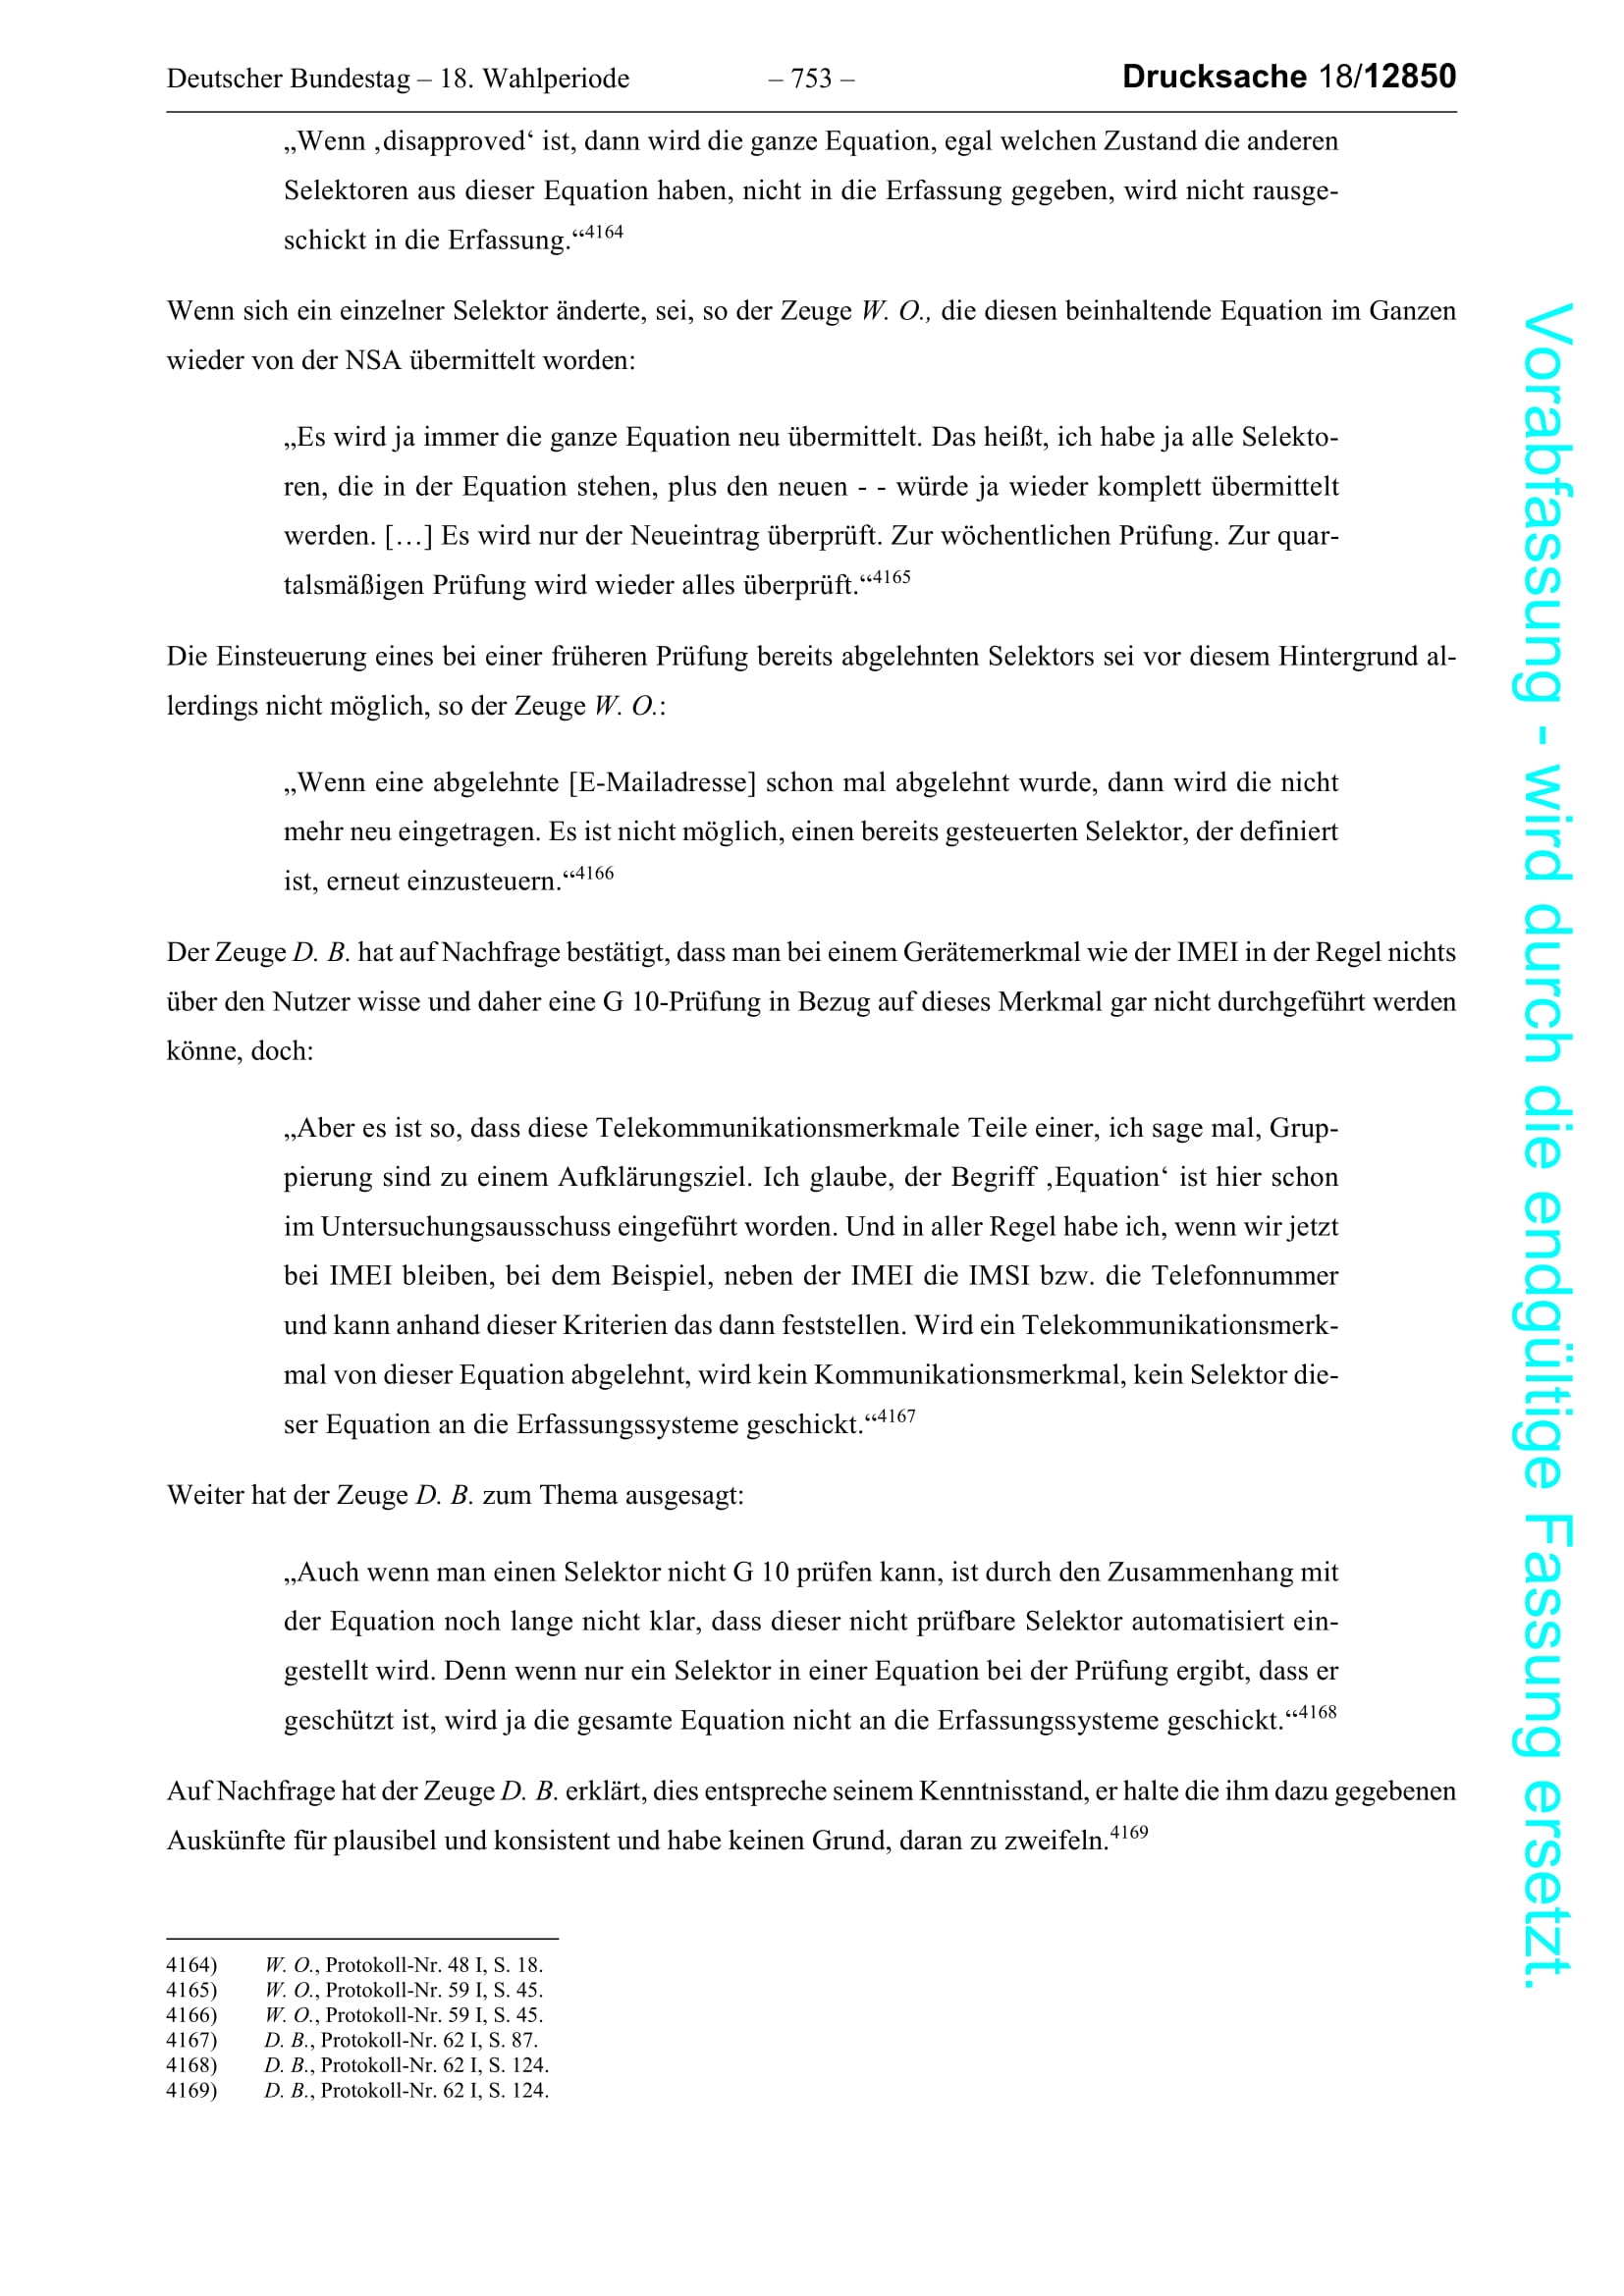 Deutscher Bundestag – 18. Wahlperiode – 753 – Drucksache 18/12850
„Wenn ‚disapproved‘ ist, dann wird die ganze Equation, egal welchen Zustand die anderen
Selektoren aus dieser Equation haben, nicht in die Erfassung gegeben, wird nicht rausge-
schickt in die Erfassung.“4164
Wenn sich ein einzelner Selektor änderte, sei, so der Zeuge W. O., die diesen beinhaltende Equation im Ganzen
wieder von der NSA übermittelt worden:
„Es wird ja immer die ganze Equation neu übermittelt. Das heißt, ich habe ja alle Selekto-
ren, die in der Equation stehen, plus den neuen - - würde ja wieder komplett übermittelt
werden. […] Es wird nur der Neueintrag überprüft. Zur wöchentlichen Prüfung. Zur quar-
talsmäßigen Prüfung wird wieder alles überprüft.“4165
Die Einsteuerung eines bei einer früheren Prüfung bereits abgelehnten Selektors sei vor diesem Hintergrund al-
lerdings nicht möglich, so der Zeuge W. O.:
„Wenn eine abgelehnte [E-Mailadresse] schon mal abgelehnt wurde, dann wird die nicht
mehr neu eingetragen. Es ist nicht möglich, einen bereits gesteuerten Selektor, der definiert
ist, erneut einzusteuern.“4166
Der Zeuge D. B. hat auf Nachfrage bestätigt, dass man bei einem Gerätemerkmal wie der IMEI in der Regel nichts
über den Nutzer wisse und daher eine G 10-Prüfung in Bezug auf dieses Merkmal gar nicht durchgeführt werden
könne, doch:
„Aber es ist so, dass diese Telekommunikationsmerkmale Teile einer, ich sage mal, Grup-
pierung sind zu einem Aufklärungsziel. Ich glaube, der Begriff ‚Equation‘ ist hier schon
im Untersuchungsausschuss eingeführt worden. Und in aller Regel habe ich, wenn wir jetzt
bei IMEI bleiben, bei dem Beispiel, neben der IMEI die IMSI bzw. die Telefonnummer
und kann anhand dieser Kriterien das dann feststellen. Wird ein Telekommunikationsmerk-
mal von dieser Equation abgelehnt, wird kein Kommunikationsmerkmal, kein Selektor die-
ser Equation an die Erfassungssysteme geschickt.“4167
Weiter hat der Zeuge D. B. zum Thema ausgesagt:
„Auch wenn man einen Selektor nicht G 10 prüfen kann, ist durch den Zusammenhang mit
der Equation noch lange nicht klar, dass dieser nicht prüfbare Selektor automatisiert ein-
gestellt wird. Denn wenn nur ein Selektor in einer Equation bei der Prüfung ergibt, dass er
geschützt ist, wird ja die gesamte Equation nicht an die Erfassungssysteme geschickt.“4168
Auf Nachfrage hat der Zeuge D. B. erklärt, dies entspreche seinem Kenntnisstand, er halte die ihm dazu gegebenen
Auskünfte für plausibel und konsistent und habe keinen Grund, daran zu zweifeln.4169
4164) W. O., Protokoll-Nr. 48 I, S. 18.
4165) W. O., Protokoll-Nr. 59 I, S. 45.
4166) W. O., Protokoll-Nr. 59 I, S. 45.
4167) D. B., Protokoll-Nr. 62 I, S. 87.
4168) D. B., Protokoll-Nr. 62 I, S. 124.
4169) D. B., Protokoll-Nr. 62 I, S. 124.
Vorabfassung - wird durch die endgültige Fassung ersetzt.